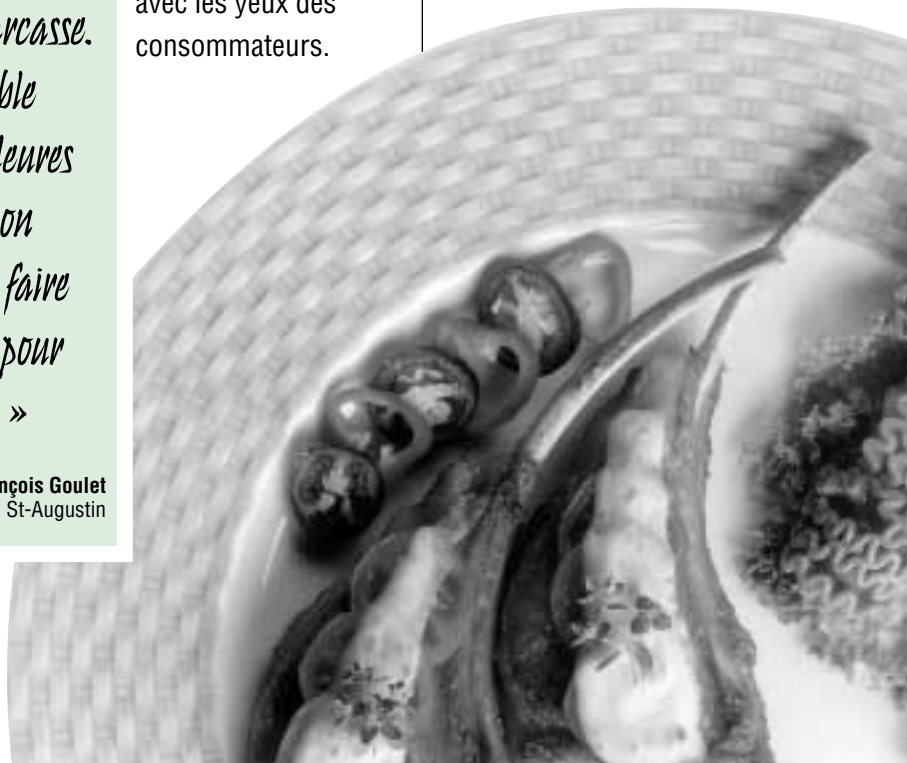 rcasse.
ble
leures
on
faire
pour
»
nçois Goulet
St-Augustin
avec les yeux des
consommateurs.